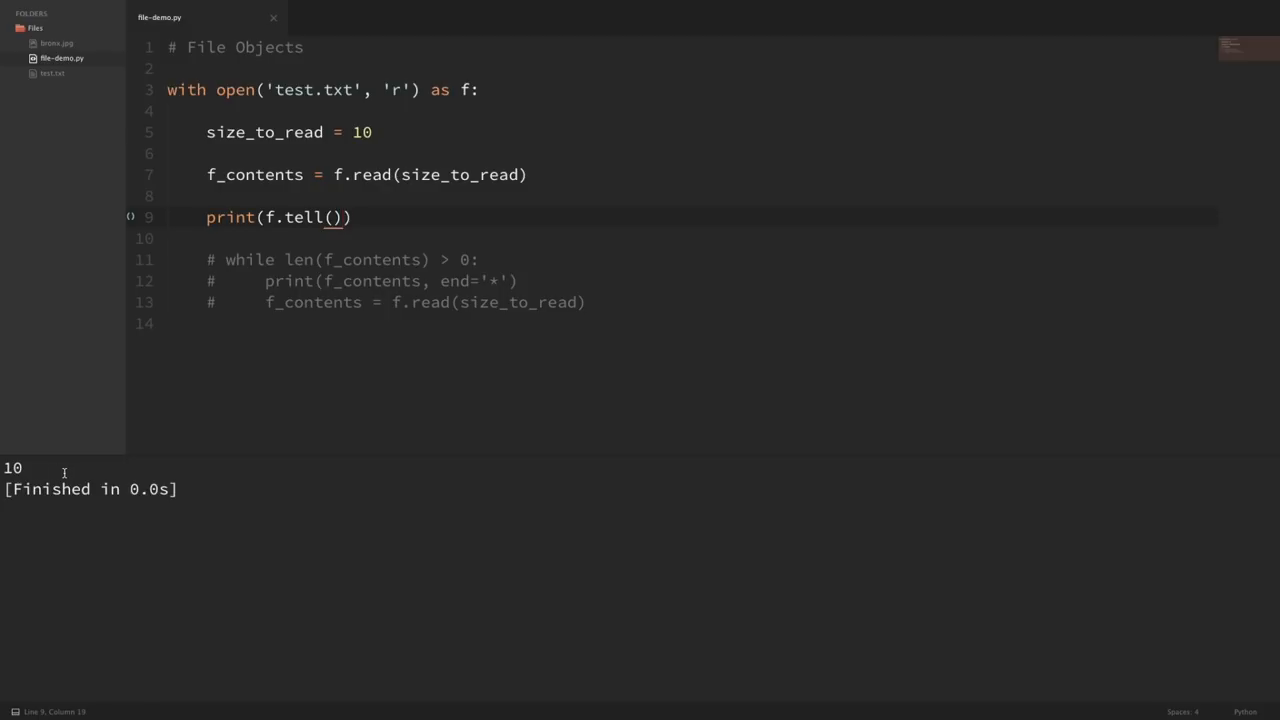 FOLDERS
Files
bronx.jpg
file-demo.py
test.txt
file-demo.py
1 # File Objects
2
3 with open('test.txt', 'r') as f:
4
5 size_to_read = 10
6
7 f_contents = f.read(size_to_read)
8
9 print(f.tell())
10
11 # while len(f_contents) > 0:
12 #     print(f_contents, end='*')
13 #     f_contents = f.read(size_to_read)
14
10
[Finished in 0.0s]
Line 9, Column 19
Spaces: 4
Python